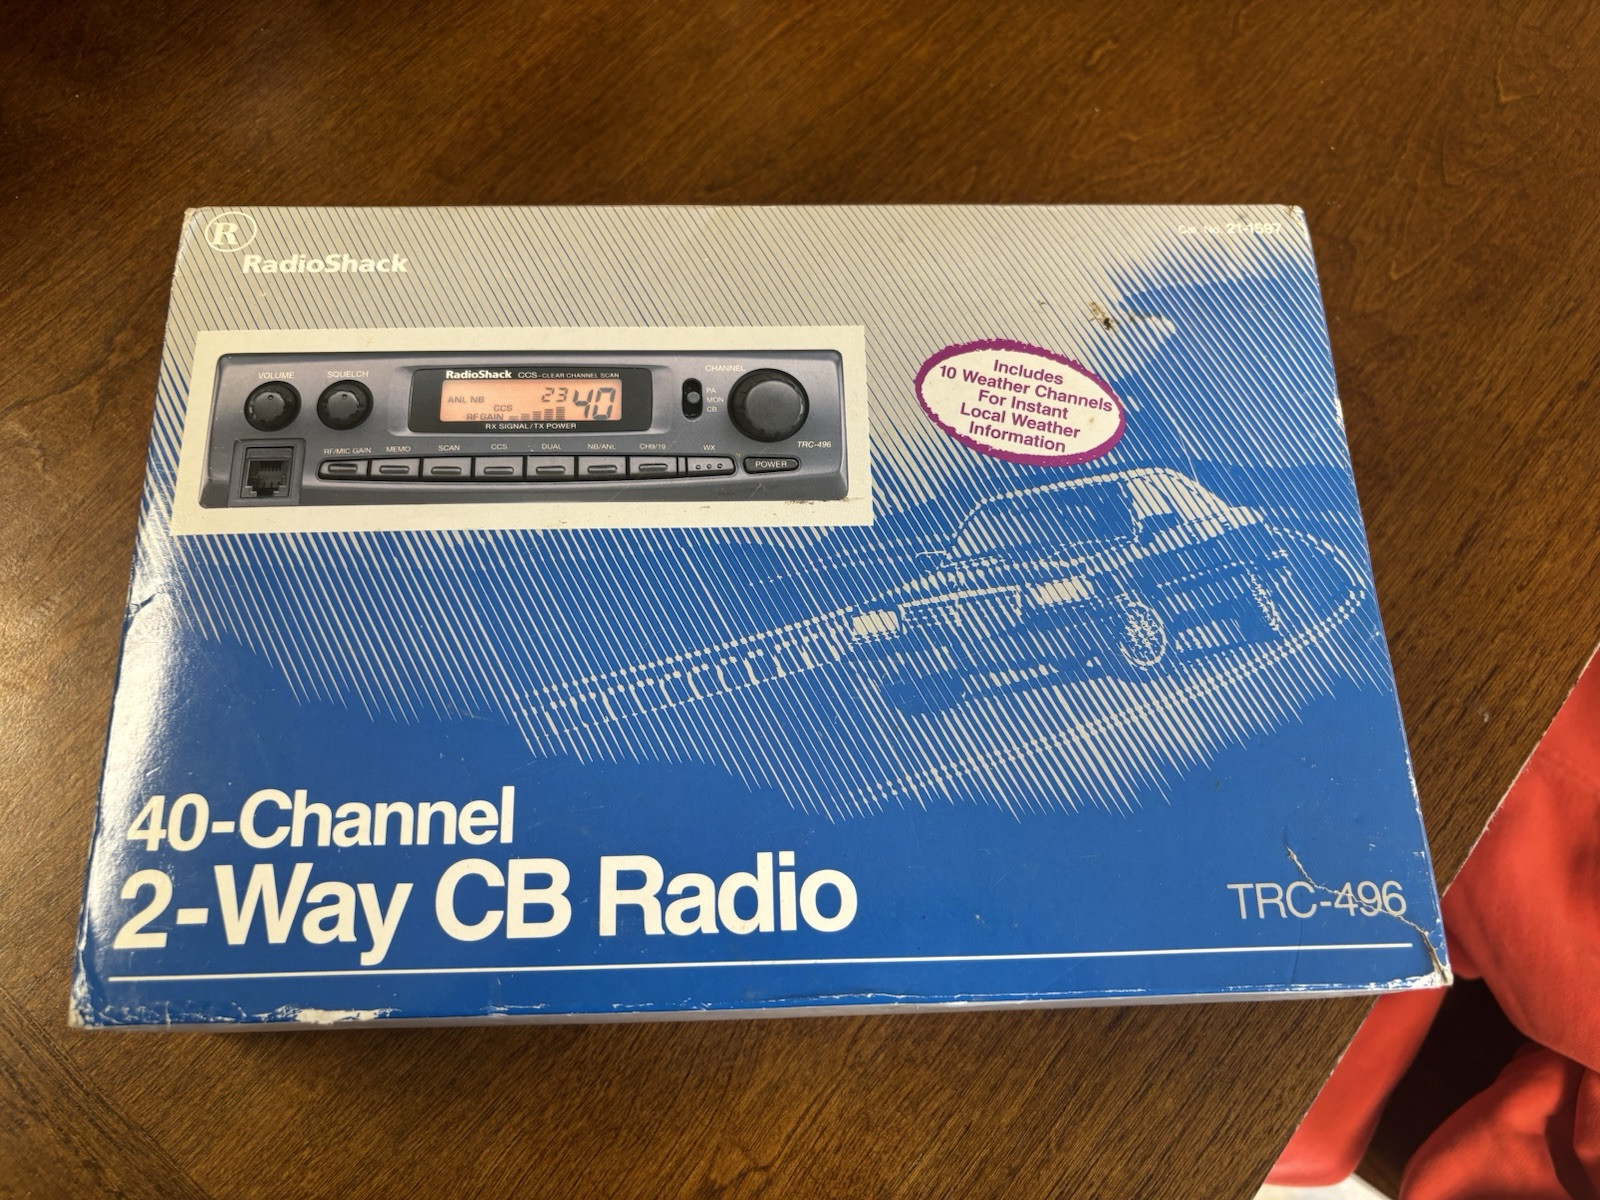 R
RadioShack
Cat. No. 21-1597
VOLUME
SQUELCH
RadioShack CCS-CLEAR CHANNEL SCAN
ANL NB
CCS
RF GAIN
23
40
RX SIGNAL/TX POWER
CHANNEL
PA
MON
CB
TRC-496
RF/MIC GAIN MEMO SCAN CCS DUAL NB/ANL CH9/19 WX
POWER
Includes
10 Weather Channels
For Instant
Local Weather
Information
40-Channel
2-Way CB Radio
TRC-496